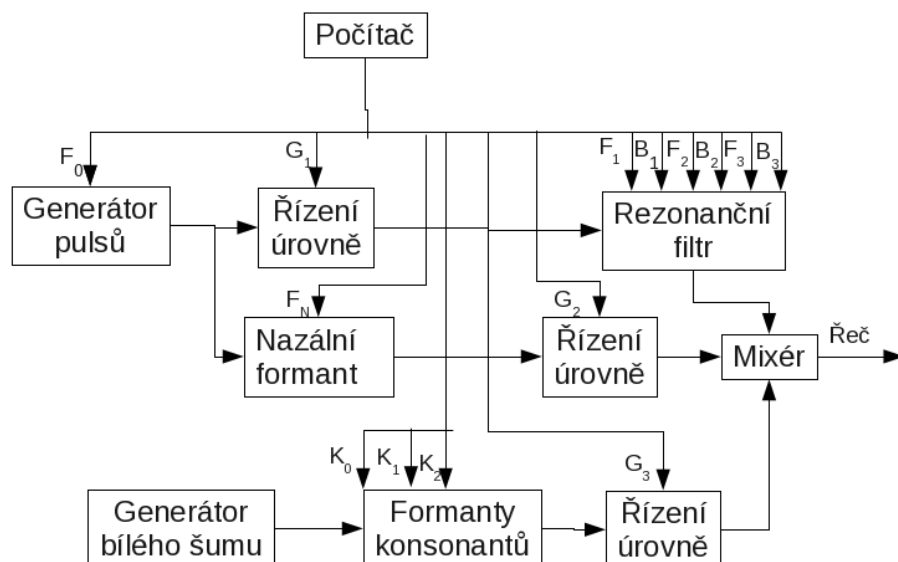 Počítač
F0
G1
F1 B1 F2 B2 F3 B3
Generátor
pulsů
Řízení
úrovně
Rezonanční
filtr
FN
G2
Nazální
formant
Řízení
úrovně
Mixér
Řeč
K0 K1 K2
G3
Generátor
bílého šumu
Formanty
konsonantů
Řízení
úrovně